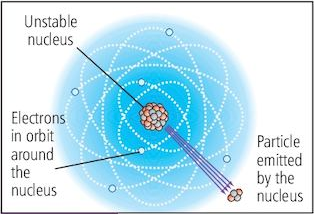 Unstable
nucleus
Electrons
in orbit
around
the
nucleus
Particle
emitted
by the
nucleus